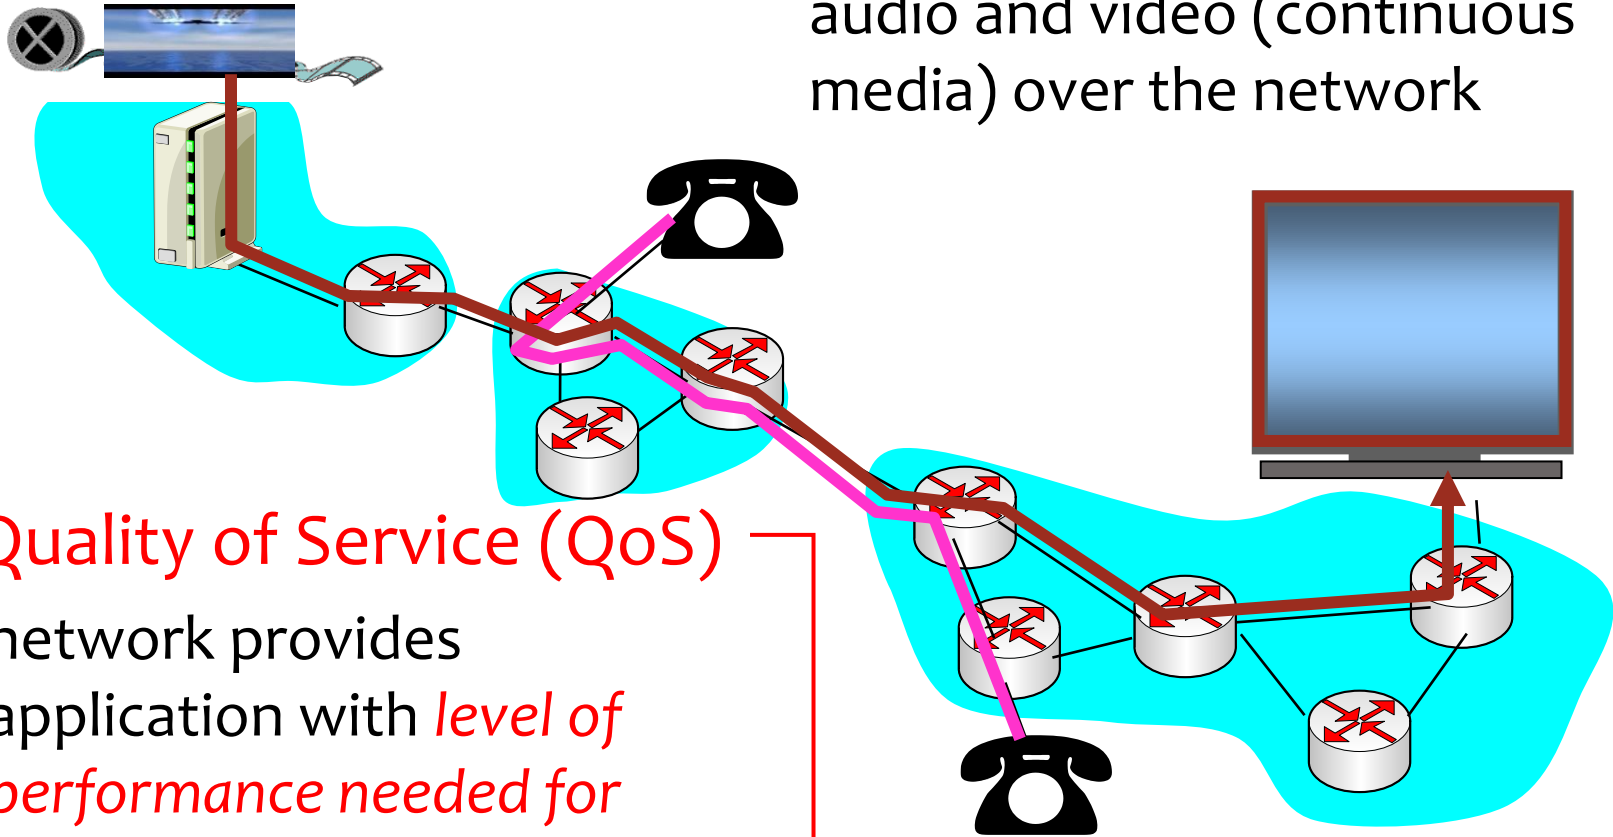 audio and video (continuous
media) over the network
Quality of Service (QoS)
network provides
application with level of
performance needed for